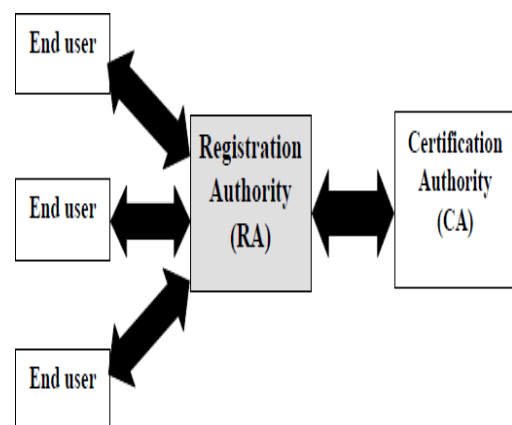 End user
End user
End user
Registration
Authority
(RA)
Certification
Authority
(CA)